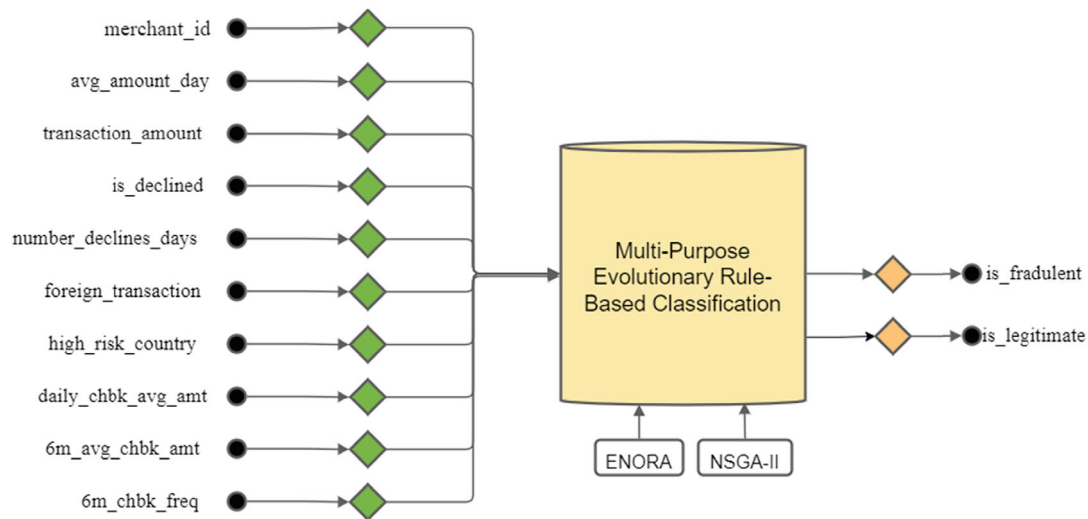 merchant_id
avg_amount_day
transaction_amount
is_declined
number_declines_days
foreign_transaction
high_risk_country
daily_chbk_avg_amt
6m_avg_chbk_amt
6m_chbk_freq
Multi-Purpose
Evolutionary Rule-
Based Classification
ENORA
NSGA-II
is_fradulent
is_legitimate